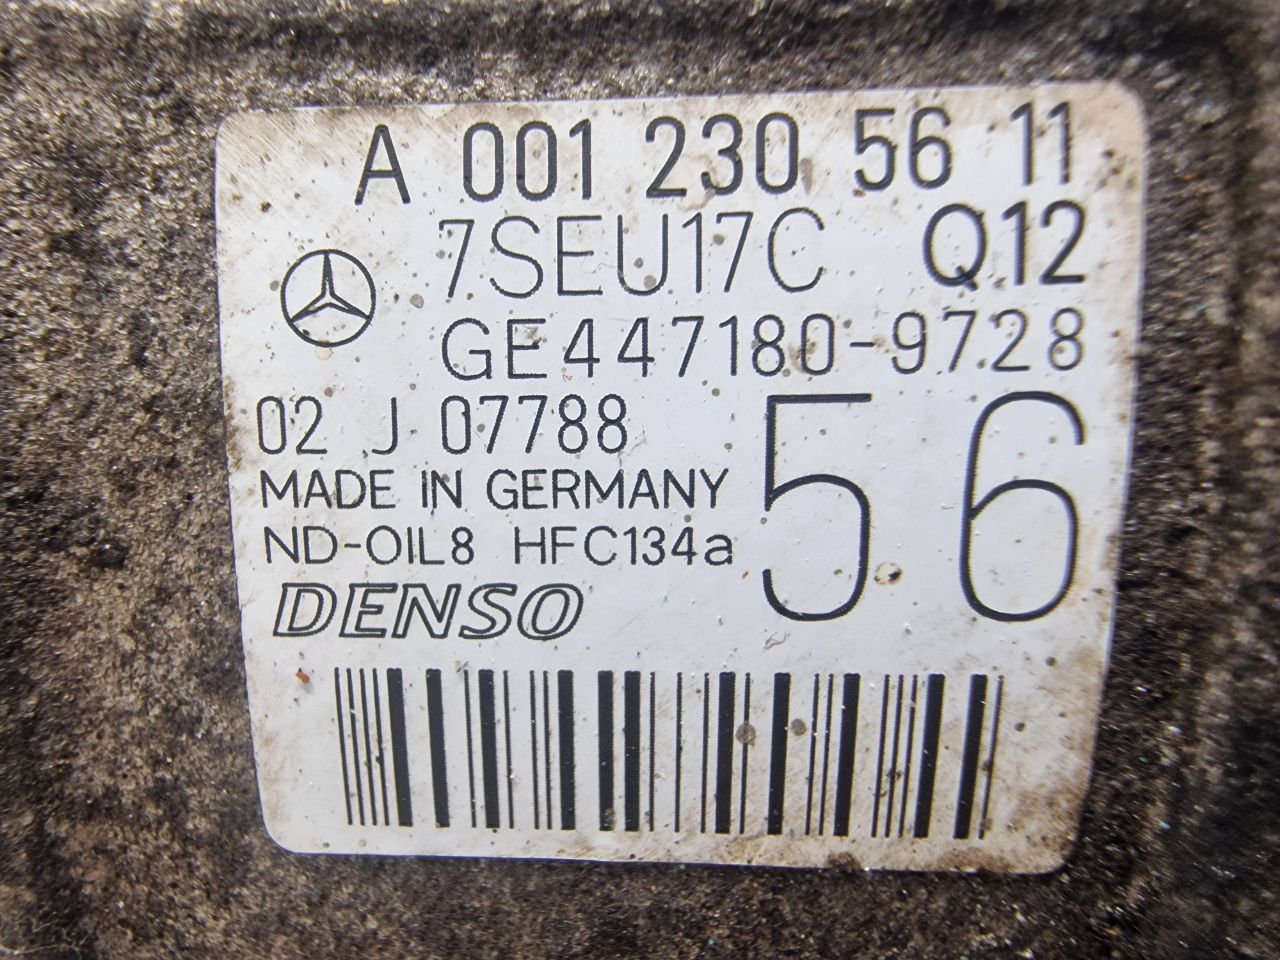 A 001 230 56 11
7SEU17C Q12
GE447180-9728
02 J 07788
56
MADE IN GERMANY
ND-OIL8 HFC134a
DENSO